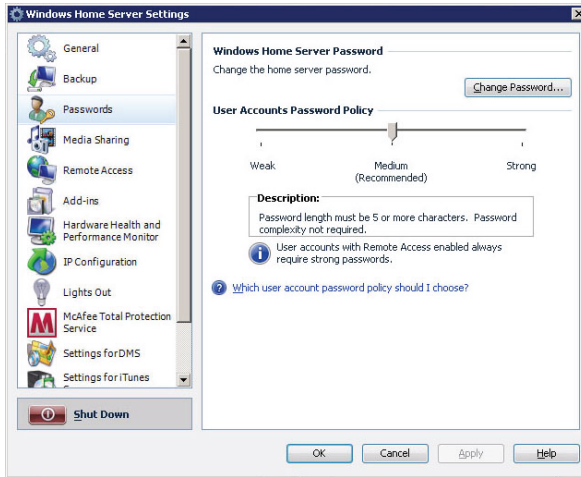 Windows Home Server Settings
General
Backup
Passwords
Media Sharing
Remote Access
Add-ins
Hardware Health and
Performance Monitor
IP Configuration
Lights Out
McAfee Total Protection
Service
Settings for DMS
Settings for iTunes
Shut Down
Windows Home Server Password
Change the home server password.
Change Password...
User Accounts Password Policy
Weak
Medium
(Recommended)
Strong
Description:
Password length must be 5 or more characters. Password
complexity not required.
User accounts with Remote Access enabled always
require strong passwords.
Which user account password policy should I choose?
OK
Cancel
Apply
Help